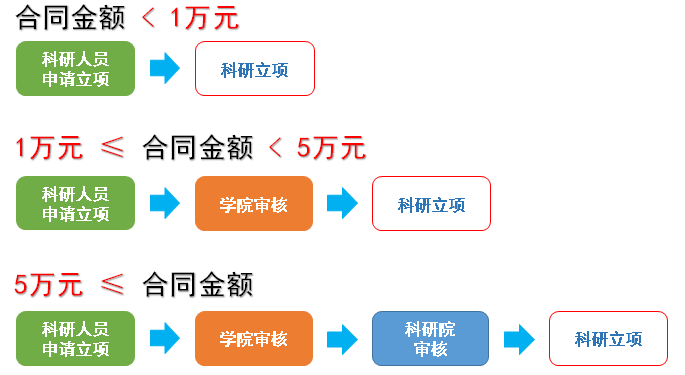 合同金额 < 1万元
科研人员
申请立项
科研立项
1万元 ≤ 合同金额 < 5万元
科研人员
申请立项
学院审核
科研立项
5万元 ≤ 合同金额
科研人员
申请立项
学院审核
科研院
审核
科研立项